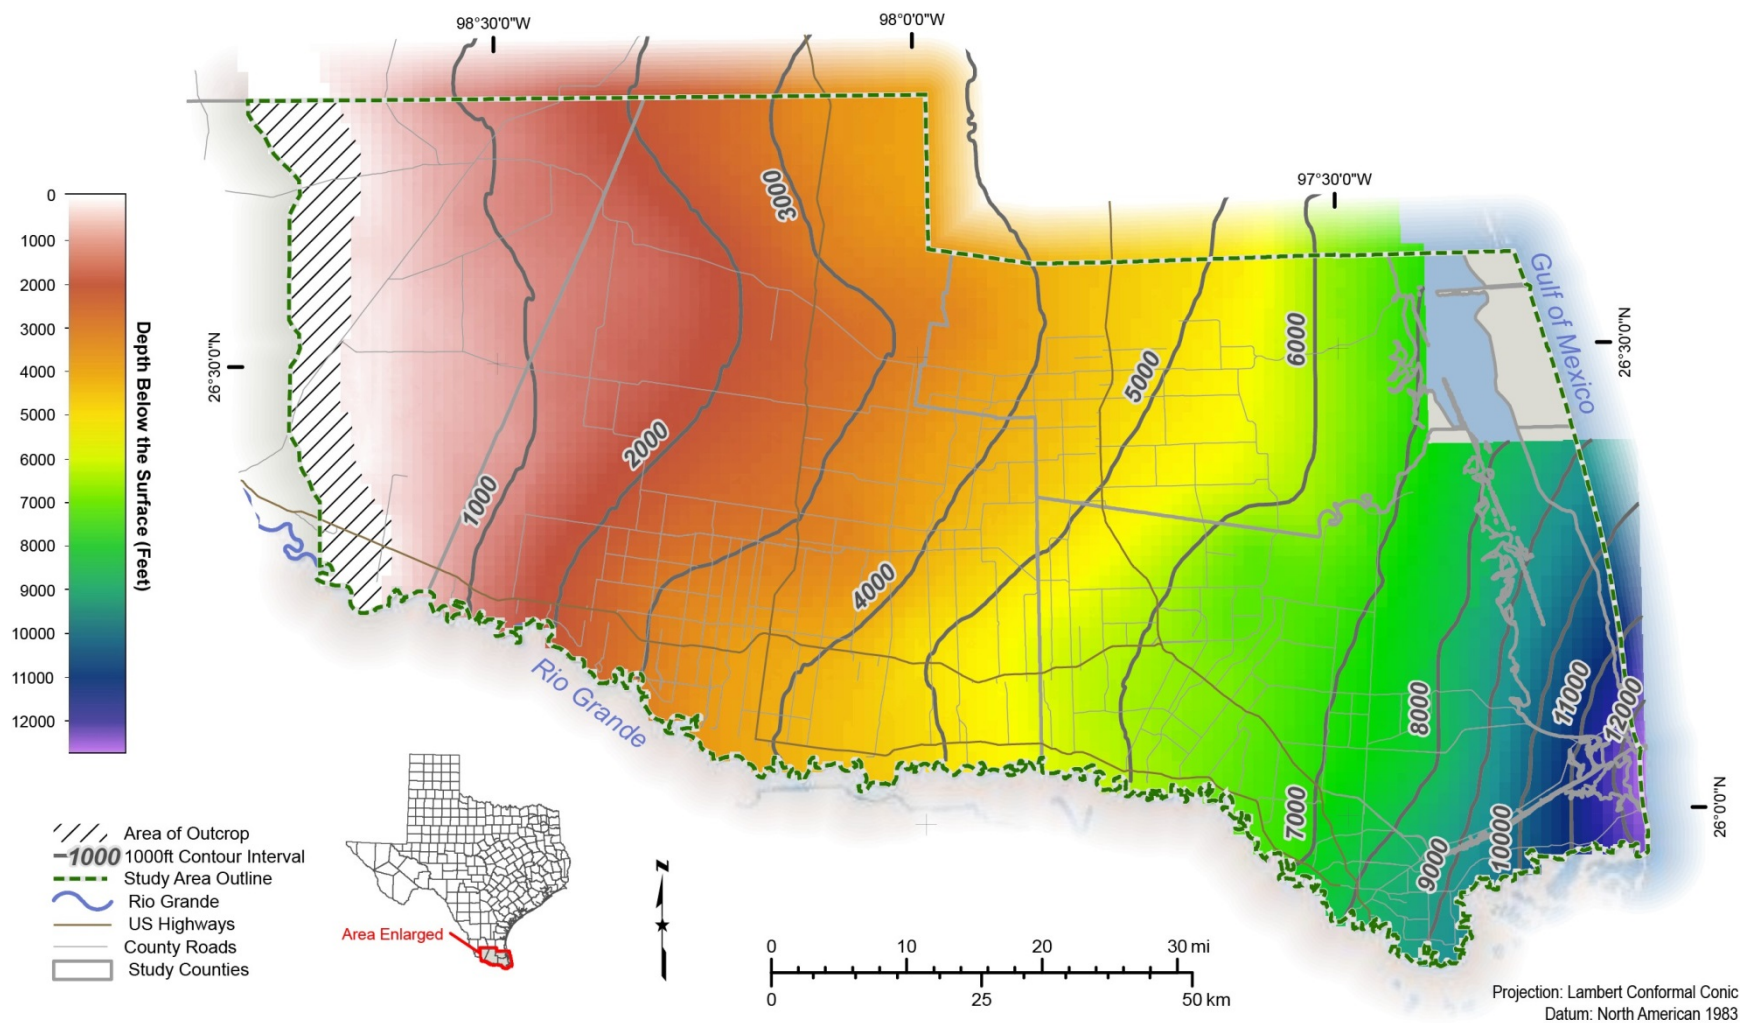 98°30'0"W
98°0'0"W
97°30'0"W
26°30'0"N
26°30'0"N
26°0'0"N
Gulf of Mexico
Rio Grande
1000
2000
3000
4000
5000
6000
7000
8000
9000
10000
11000
12000
0
1000
2000
3000
4000
5000
6000
7000
8000
9000
10000
11000
12000
Depth Below the Surface (Feet)
Area of Outcrop
1000 1000ft Contour Interval
Study Area Outline
Rio Grande
US Highways
County Roads
Study Counties
Area Enlarged
N
0 10 20 30 mi
0 25 50 km
Projection: Lambert Conformal Conic
Datum: North American 1983